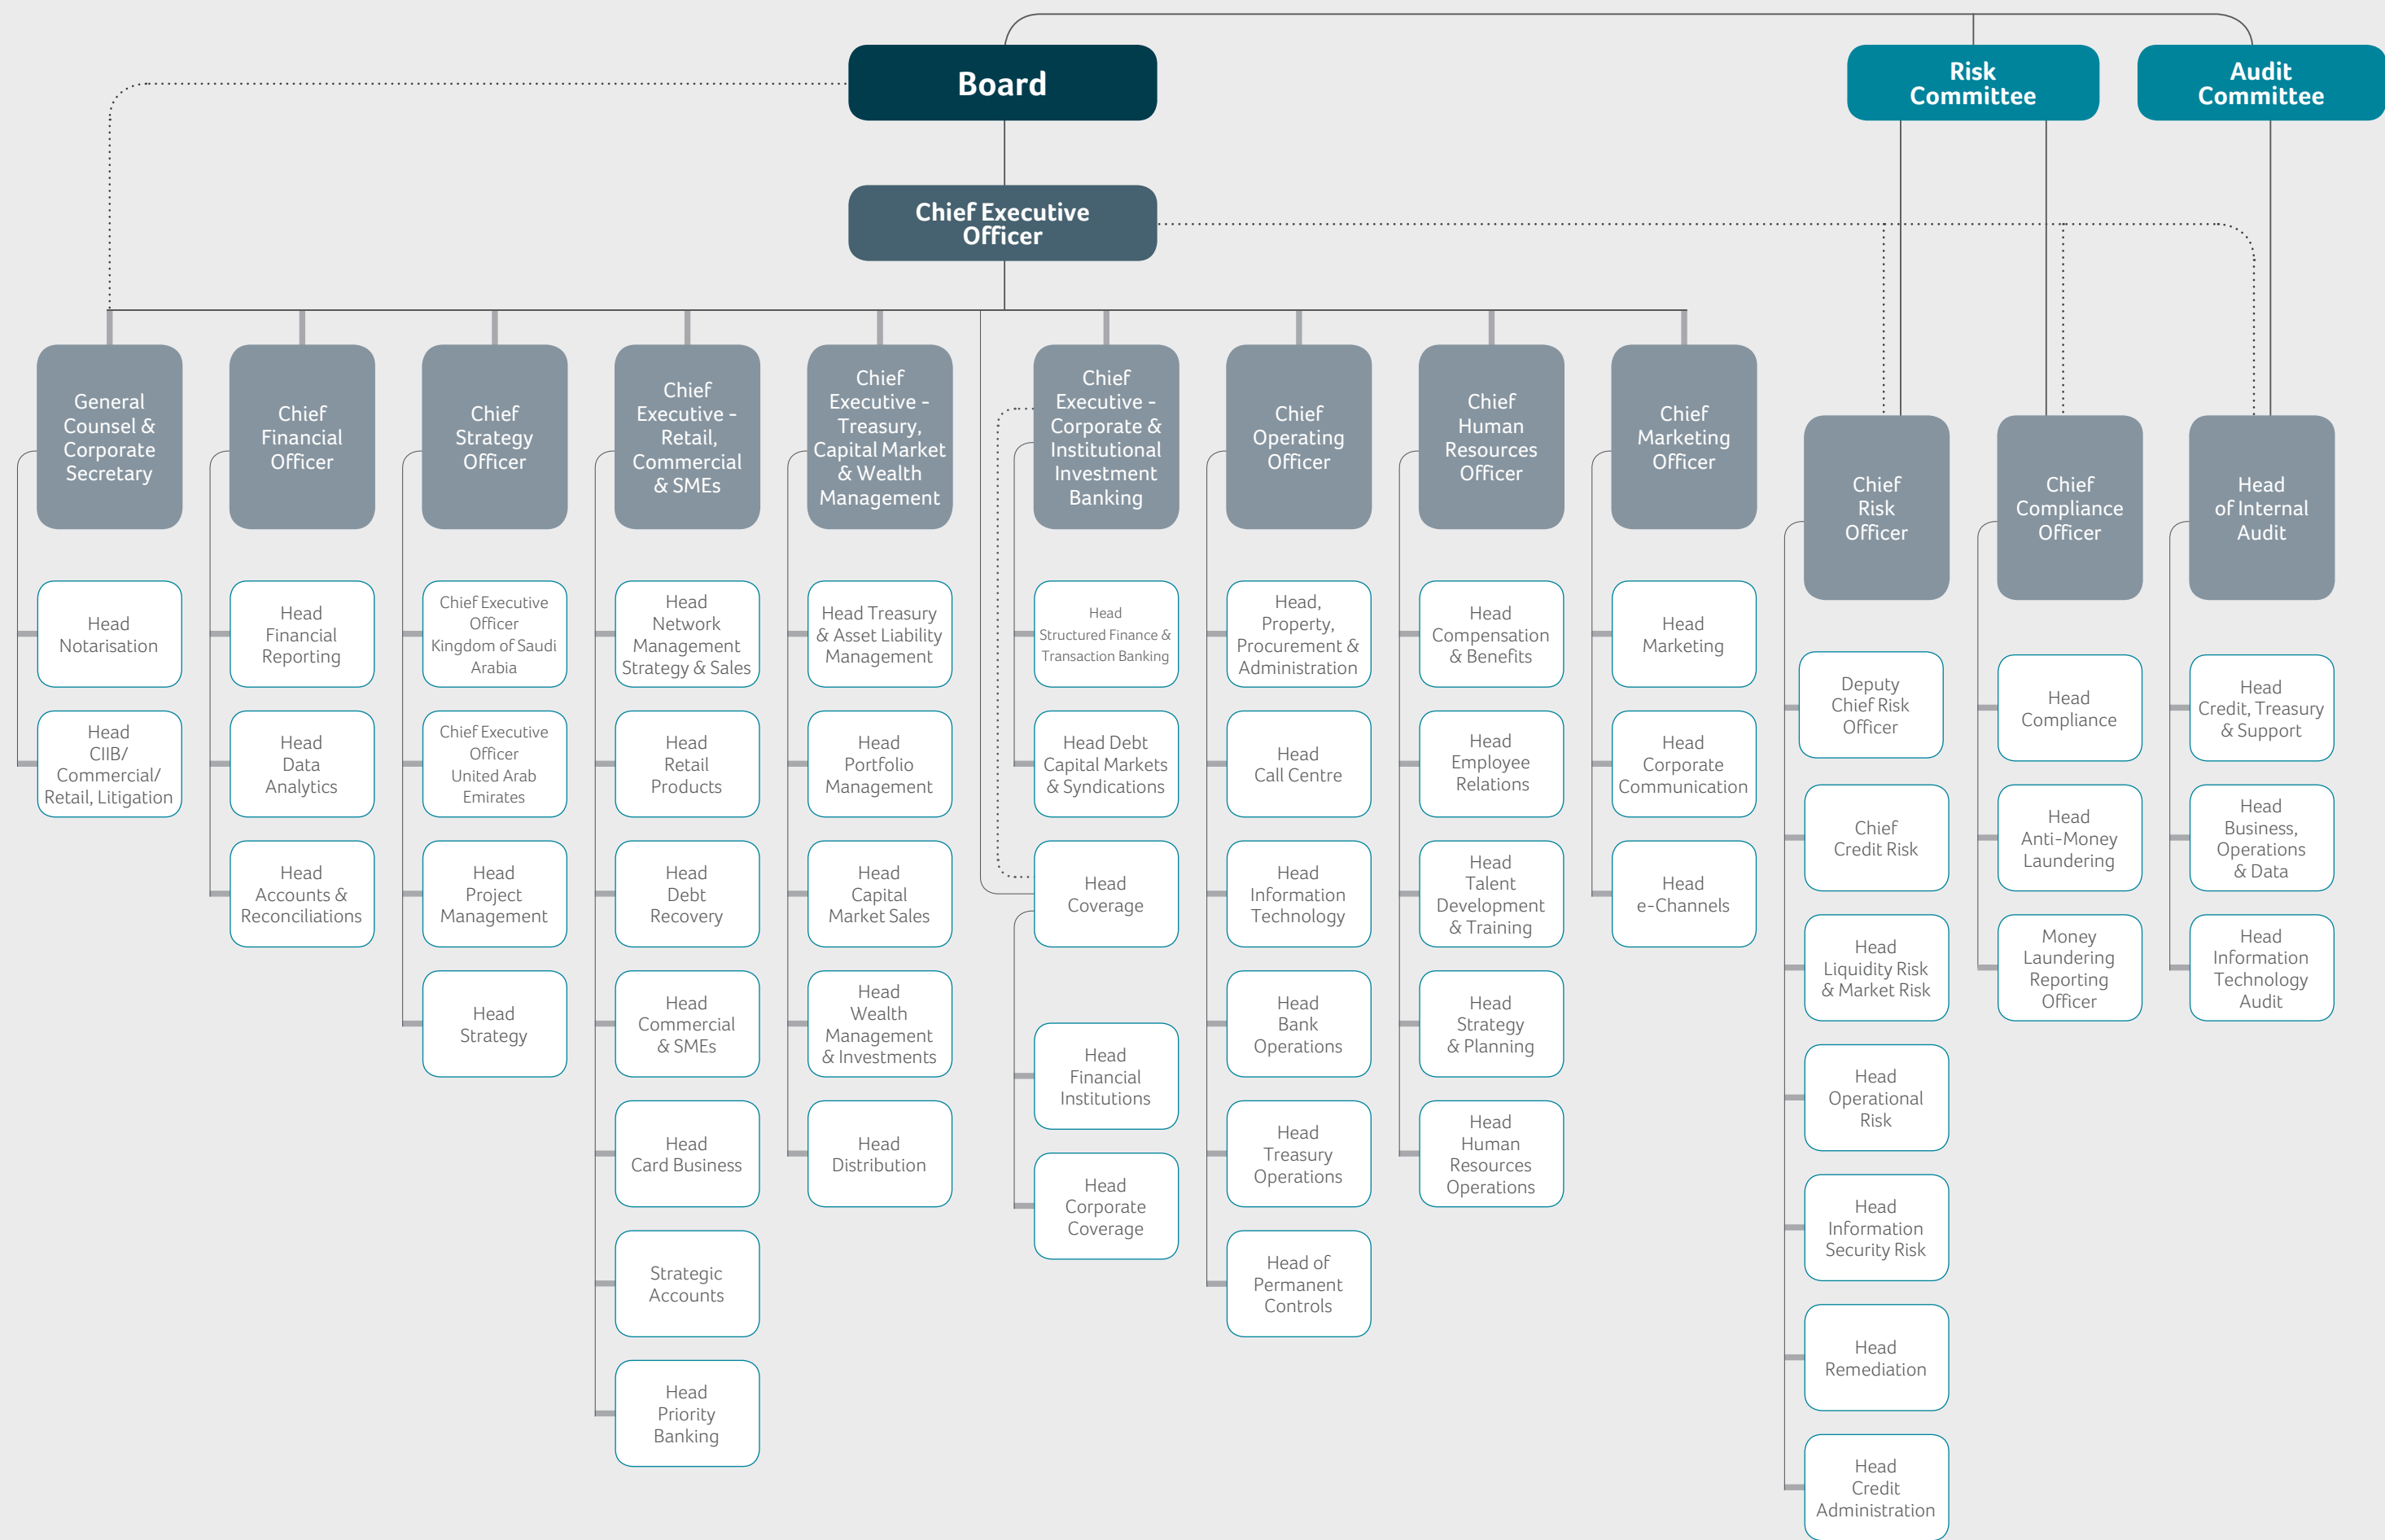 Board
Risk
Committee
Audit
Committee
Chief Executive
Officer
General
Counsel &
Corporate
Secretary
Head
Notarisation
Head
CIIB/
Commercial/
Retail, Litigation
Chief
Financial
Officer
Head
Financial
Reporting
Head
Data
Analytics
Head
Accounts &
Reconciliations
Chief
Strategy
Officer
Chief Executive
Officer
Kingdom of Saudi
Arabia
Chief Executive
Officer
United Arab
Emirates
Head
Project
Management
Head
Strategy
Chief
Executive -
Retail,
Commercial
& SMEs
Head
Network
Management
Strategy & Sales
Head
Retail
Products
Head
Debt
Recovery
Head
Commercial
& SMEs
Head
Card Business
Strategic
Accounts
Head
Priority
Banking
Chief
Executive -
Treasury,
Capital Market
& Wealth
Management
Head Treasury
& Asset Liability
Management
Head
Portfolio
Management
Head
Capital
Market Sales
Head
Wealth
Management
& Investments
Head
Distribution
Chief
Executive -
Corporate &
Institutional
Investment
Banking
Head
Structured Finance &
Transaction Banking
Head Debt
Capital Markets
& Syndications
Head
Coverage
Head
Financial
Institutions
Head
Corporate
Coverage
Chief
Operating
Officer
Head,
Property,
Procurement &
Administration
Head
Call Centre
Head
Information
Technology
Head
Bank
Operations
Head
Treasury
Operations
Head of
Permanent
Controls
Chief
Human
Resources
Officer
Head
Compensation
& Benefits
Head
Employee
Relations
Head
Talent
Development
& Training
Head
Strategy
& Planning
Head
Human
Resources
Operations
Chief
Marketing
Officer
Head
Marketing
Head
Corporate
Communication
Head
e-Channels
Chief
Risk
Officer
Deputy
Chief Risk
Officer
Chief
Credit Risk
Head
Liquidity Risk
& Market Risk
Head
Operational
Risk
Head
Information
Security Risk
Head
Remediation
Head
Credit
Administration
Chief
Compliance
Officer
Head
Compliance
Head
Anti-Money
Laundering
Money
Laundering
Reporting
Officer
Head
of Internal
Audit
Head
Credit, Treasury
& Support
Head
Business,
Operations
& Data
Head
Information
Technology
Audit